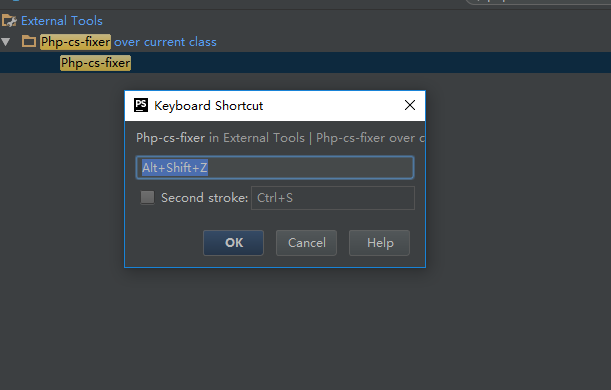 External Tools
Php-cs-fixer over current class
Php-cs-fixer
PS Keyboard Shortcut
Php-cs-fixer in External Tools | Php-cs-fixer over c
Alt+Shift+Z
Second stroke: Ctrl+S
OK Cancel Help